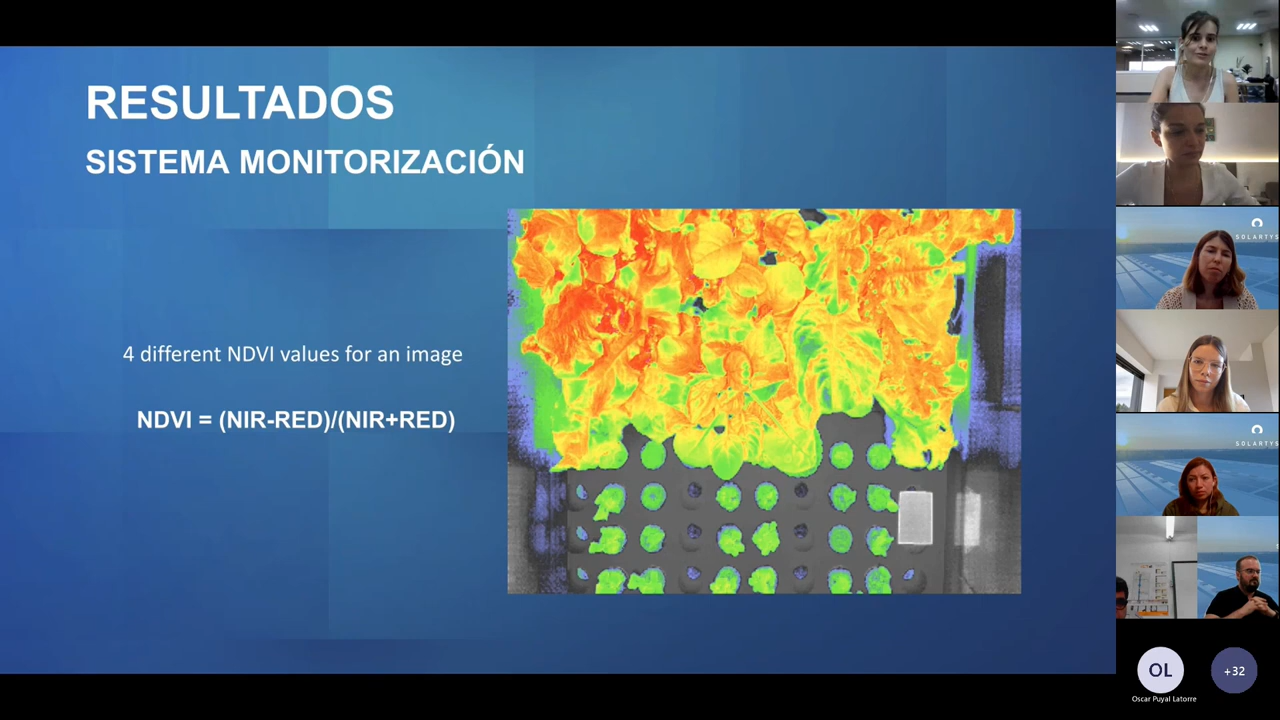 RESULTADOS
SISTEMA MONITORIZACIÓN
4 different NDVI values for an image
NDVI = (NIR-RED)/(NIR+RED)
SOLARTYS
SOLARTYS
OL
+32
Oscar Puyal Latorre